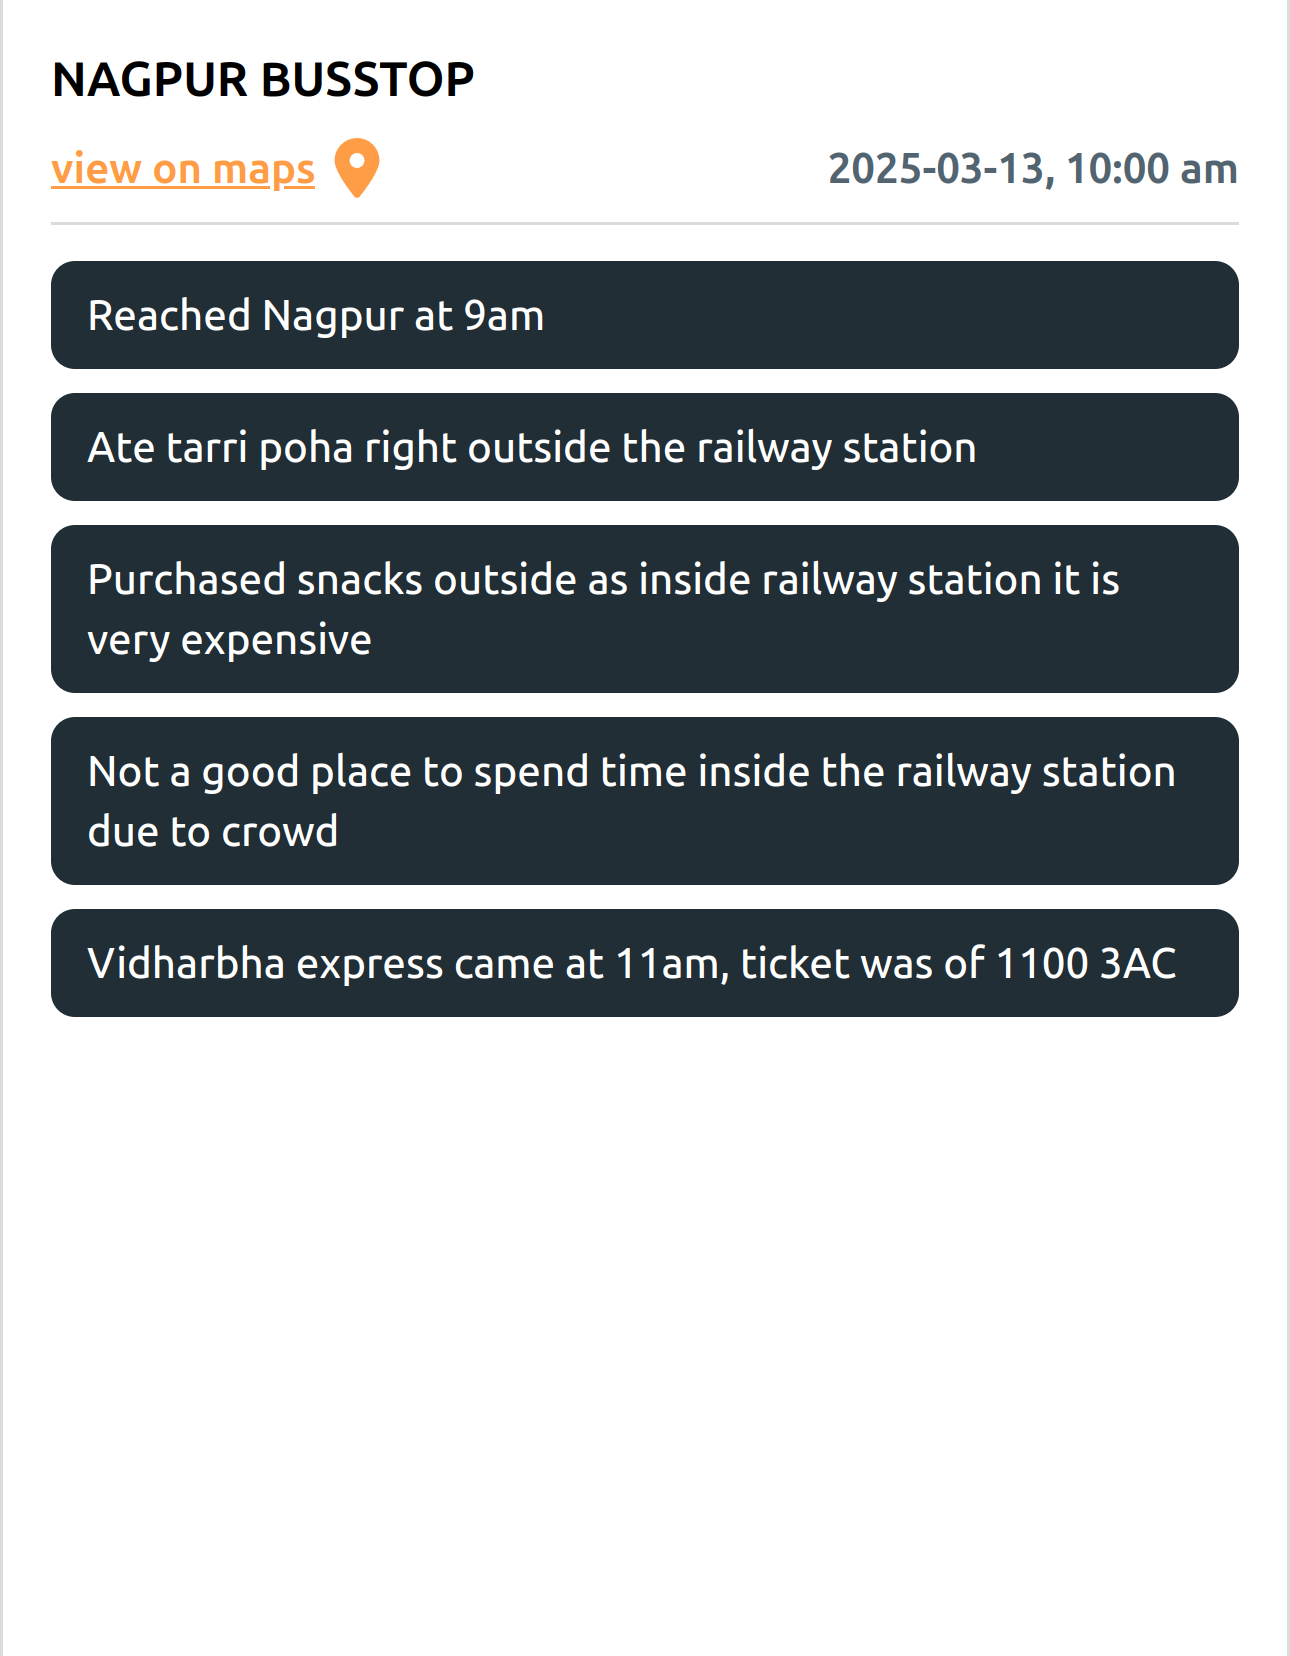 NAGPUR BUSSTOP
view on maps
2025-03-13, 10:00 am
Reached Nagpur at 9am
Ate tarri poha right outside the railway station
Purchased snacks outside as inside railway station it is
very expensive
Not a good place to spend time inside the railway station
due to crowd
Vidharbha express came at 11am, ticket was of 1100 3AC